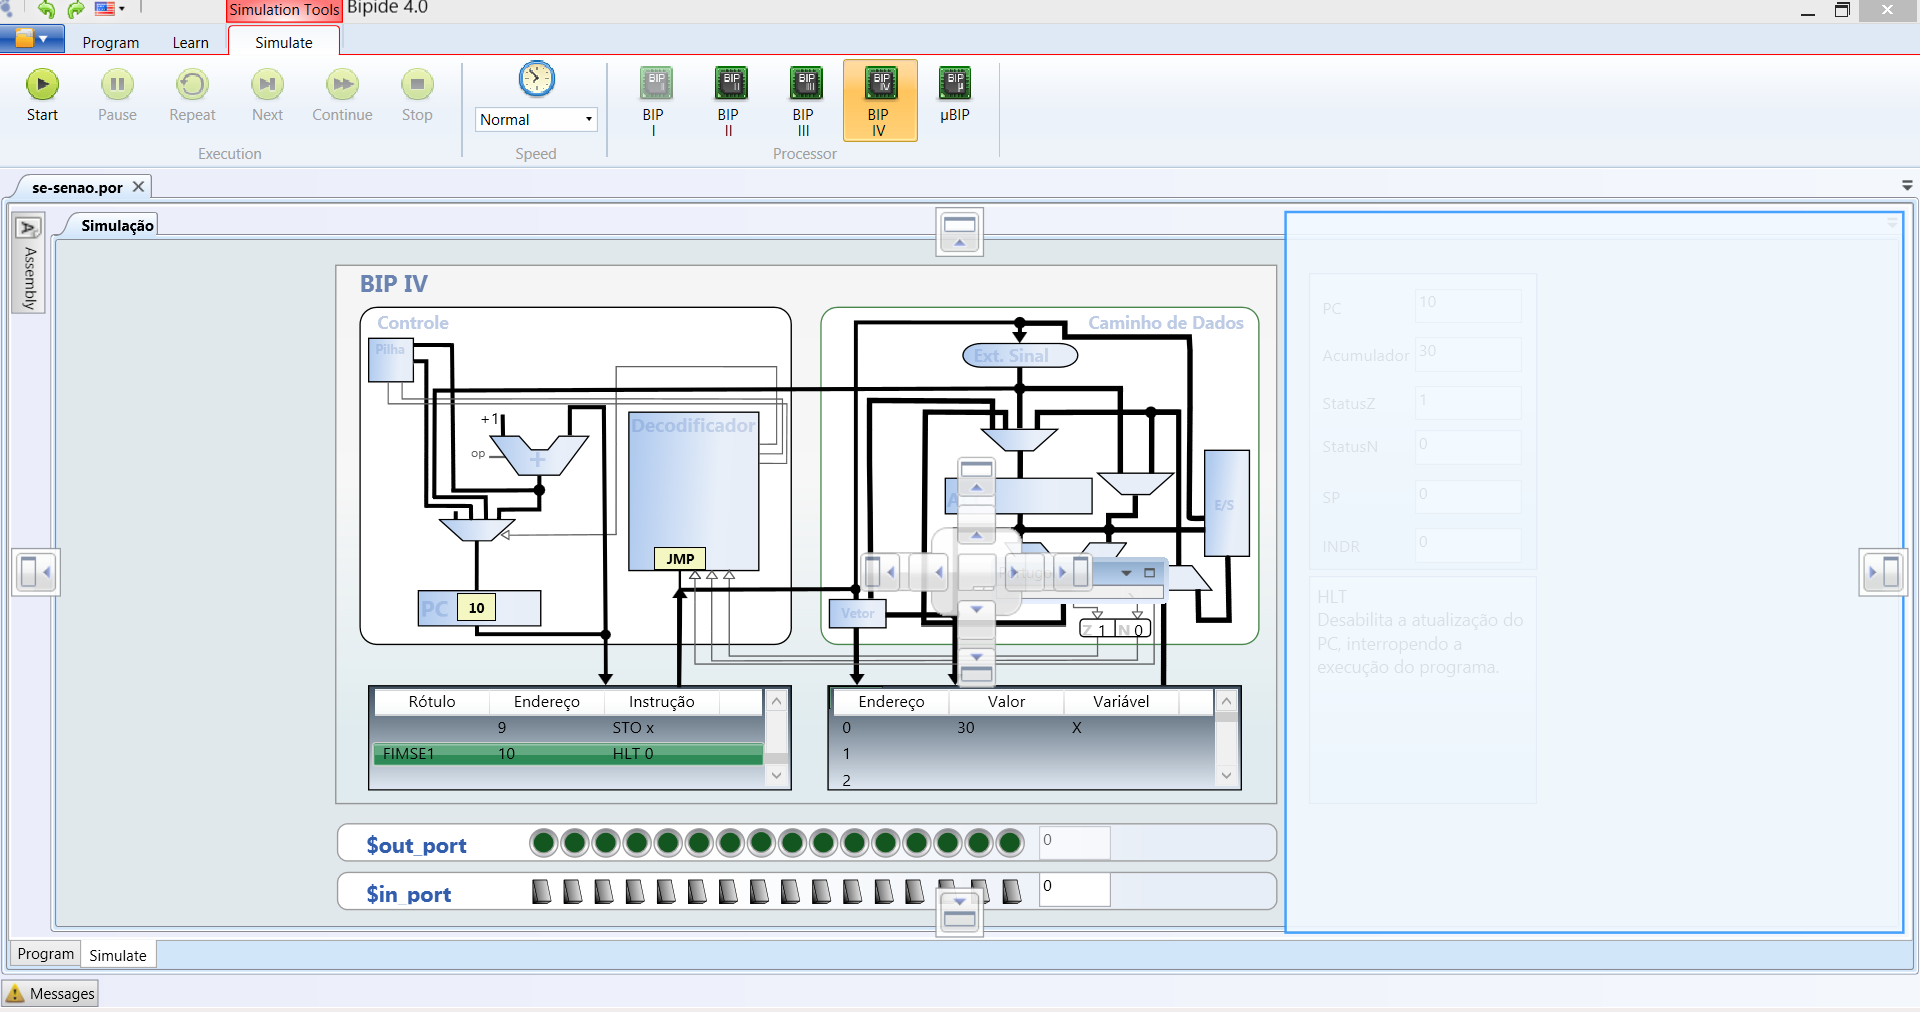 Simulation Tools Bipide 4.0
Program Learn Simulate
Start Pause Repeat Next Continue Stop
Execution
Normal
Speed
BIP I BIP II BIP III BIP IV µBIP
Processor
se-senao.por
Assembly
Simulação
BIP IV
Controle
Pilha
+1
op
+
Decodificador
JMP
PC 10
Caminho de Dados
Ext. Sinal
A
E/S
Vetor
Z 1 N 0
Rótulo Endereço Instrução
9 STO x
FIMSE1 10 HLT 0
Endereço Valor Variável
0 30 X
1
2
$out_port 0
$in_port 0
PC 10
Acumulador 30
StatusZ 1
StatusN 0
SP 0
INDR 0
HLT
Desabilita a atualização do
PC, interropendo a
execução do programa.
Program Simulate
Messages